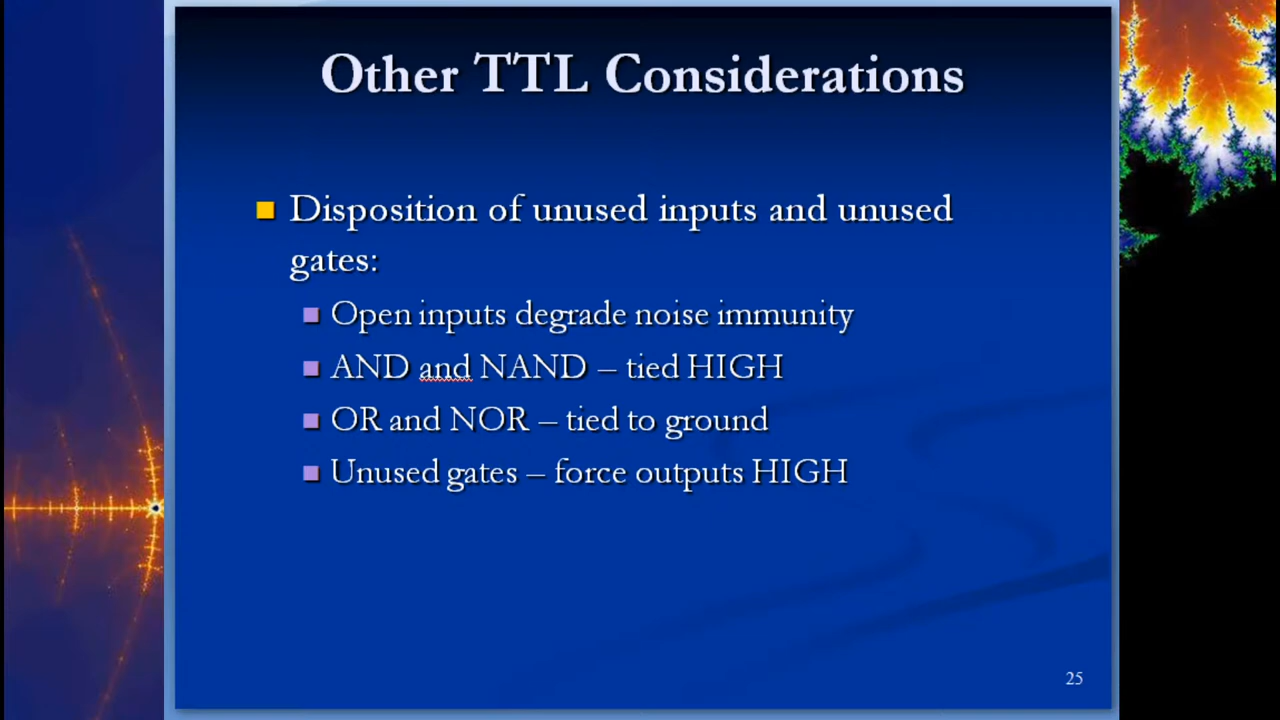 Other TTL Considerations
Disposition of unused inputs and unused
gates:
Open inputs degrade noise immunity
AND and NAND – tied HIGH
OR and NOR – tied to ground
Unused gates – force outputs HIGH
25